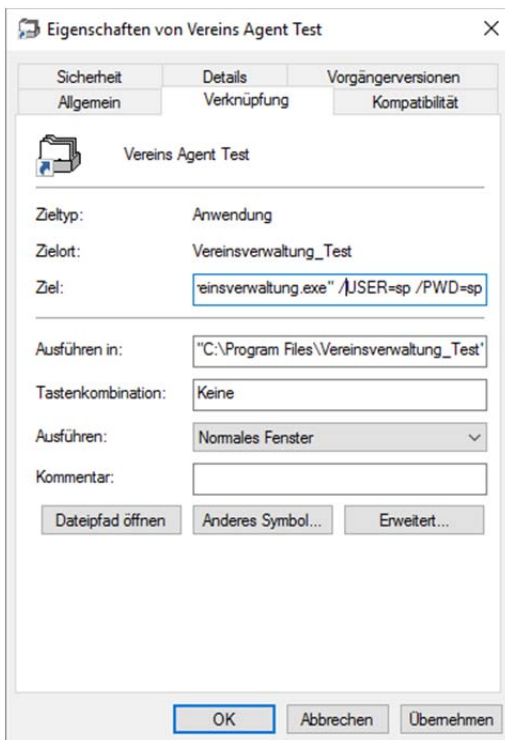 Eigenschaften von Vereins Agent Test
Sicherheit Details Vorgängerversionen
Allgemein Verknüpfung Kompatibilität
Vereins Agent Test
Zieltyp: Anwendung
Zielort: Vereinsverwaltung_Test
Ziel: einsverwaltung.exe" /USER=sp /PWD=sp
Ausführen in: "C:\Program Files\Vereinsverwaltung_Test"
Tastenkombination: Keine
Ausführen: Normales Fenster
Kommentar:
Dateipfad öffnen Anderes Symbol... Erweitert...
OK Abbrechen Übernehmen